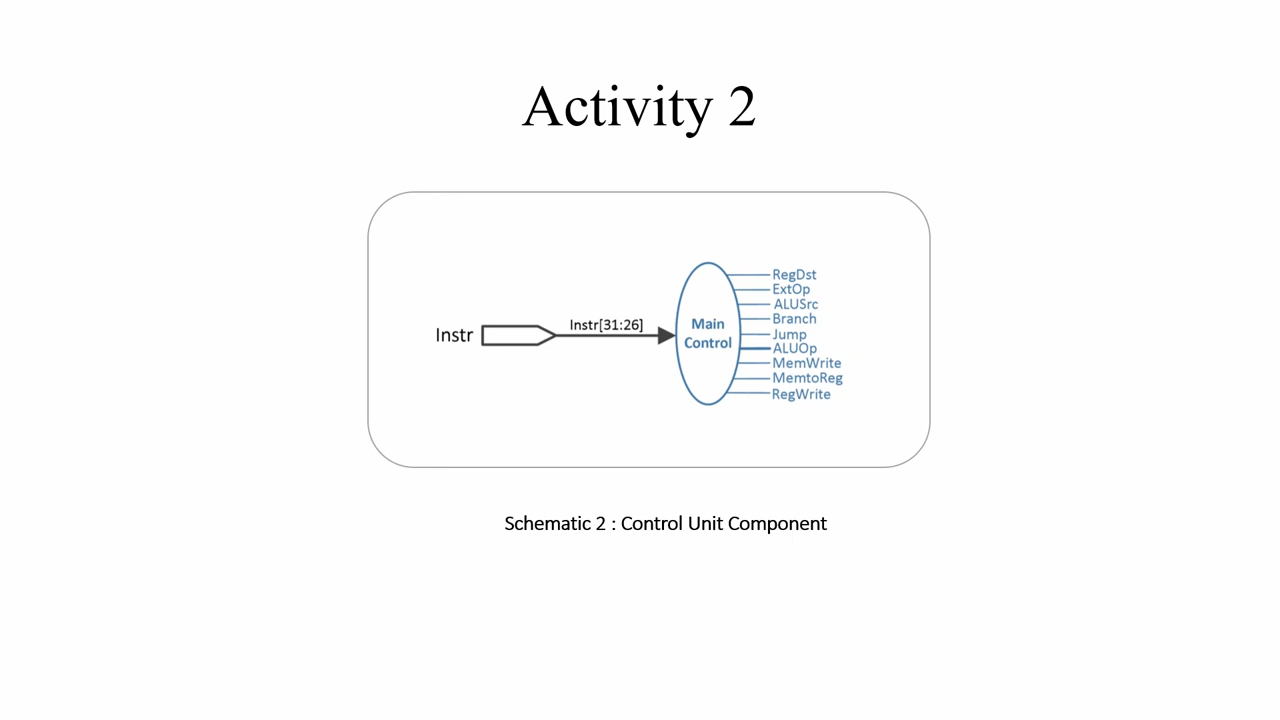 Activity 2
Instr
Instr[31:26]
Main
Control
RegDst
ExtOp
ALUSrc
Branch
Jump
ALUOp
MemWrite
MemtoReg
RegWrite
Schematic 2 : Control Unit Component